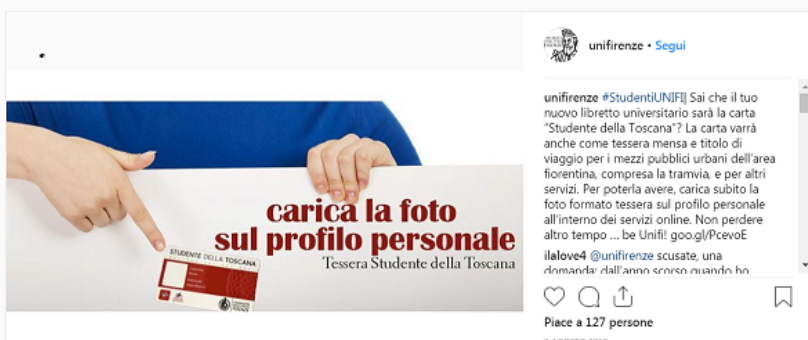 unifirenze • Segui
carica la foto
sul profilo personale
Tessera Studente della Toscana
STUDENTE DELLA TOSCANA
unifirenze #StudentiUNIFI| Sai che il tuo
nuovo libretto universitario sarà la carta
"Studente della Toscana"? La carta varrà
anche come tessera mensa e titolo di
viaggio per i mezzi pubblici urbani dell'area
fiorentina, compresa la tramvia, e per altri
servizi. Per poterla avere, carica subito la
foto formato tessera sul profilo personale
all'interno dei servizi online. Non perdere
altro tempo ... be Unifi! goo.gl/PcevoE
ilalove4 @unifirenze scusate, una
domanda: dall'anno scorso quando ho
Piace a 127 persone